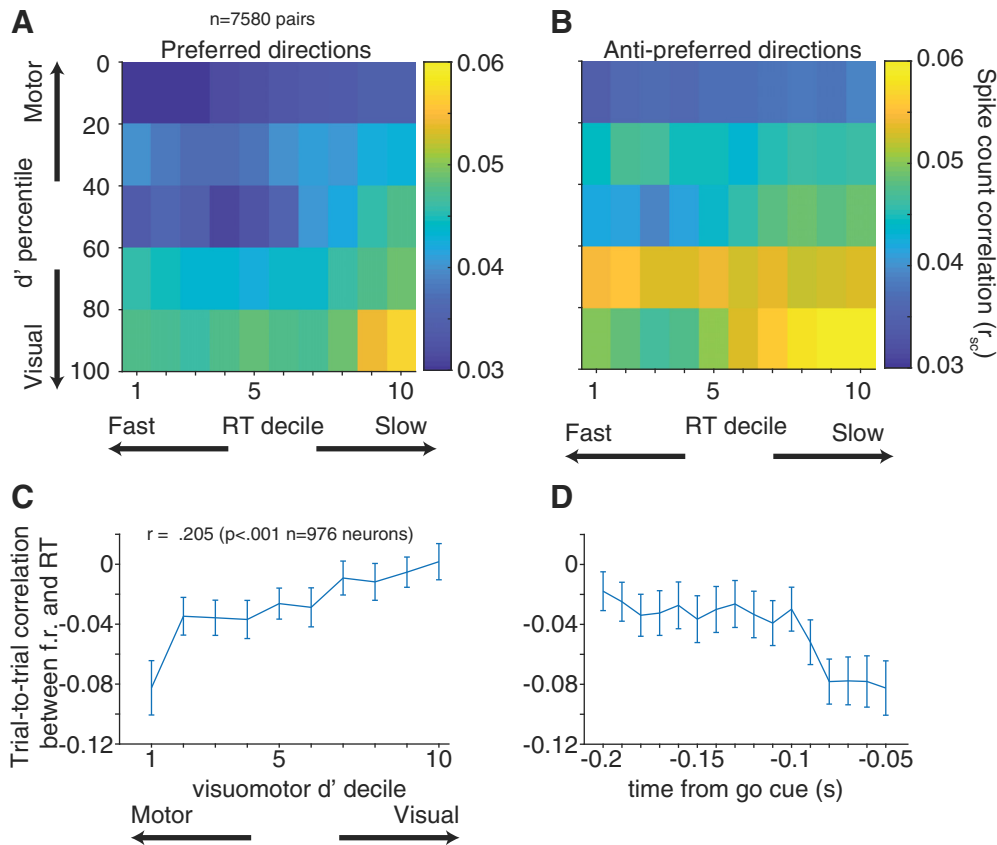 A
n=7580 pairs
Preferred directions
Motor
d' percentile
Visual
0
20
40
60
80
100
1
5
10
Fast
RT decile
Slow
0.06
0.05
0.04
0.03
B
Anti-preferred directions
1
5
10
Fast
RT decile
Slow
0.06
0.05
0.04
0.03
Spike count correlation (rsc)
C
r = .205 (p<.001 n=976 neurons)
Trial-to-trial correlation
between f.r. and RT
0
-0.04
-0.08
-0.12
1
5
10
visuomotor d' decile
Motor
Visual
D
0
-0.04
-0.08
-0.12
-0.2
-0.15
-0.1
-0.05
time from go cue (s)